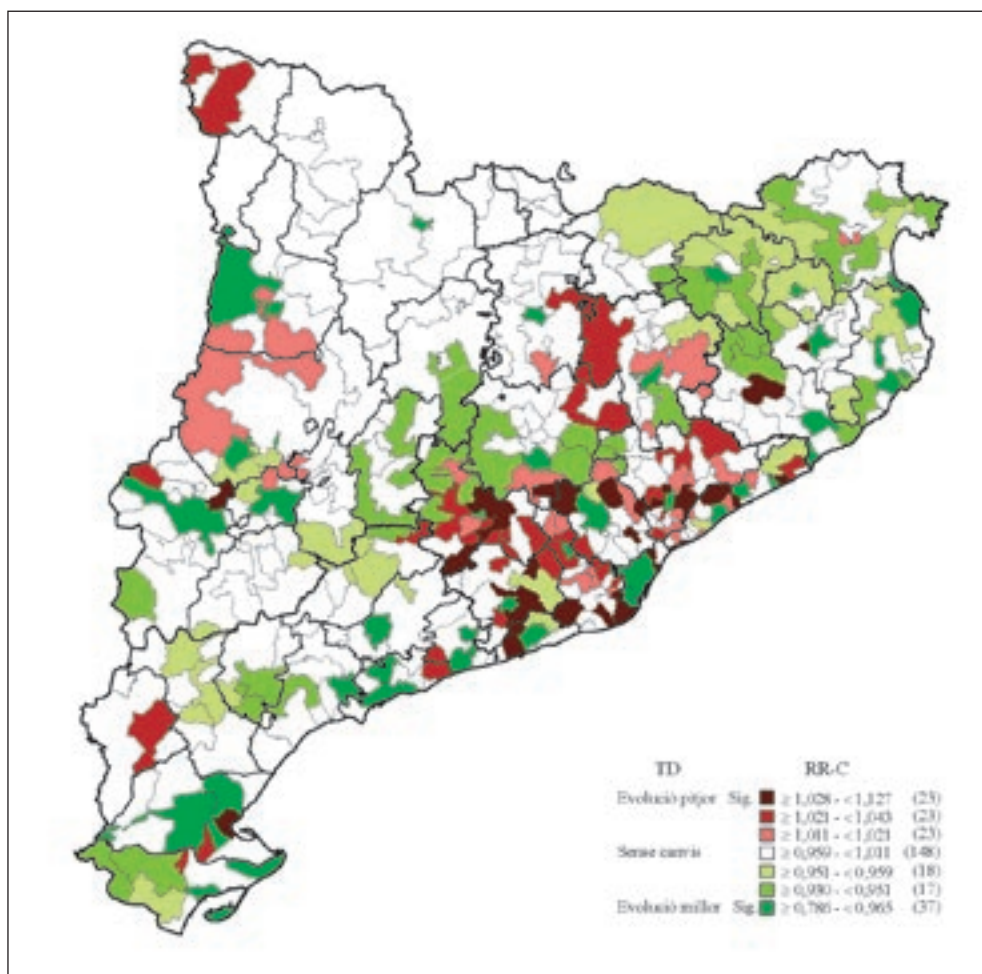 TD RR-C
Evolució pitjor Sig. ≥ 1,028 - < 1,127 (23)
≥ 1,021 - < 1,043 (23)
≥ 1,011 - < 1,021 (23)
Sense canvis ≥ 0,959 - < 1,011 (148)
≥ 0,951 - < 0,959 (18)
≥ 0,930 - < 0,951 (17)
Evolució millor Sig. ≥ 0,786 - < 0,965 (37)